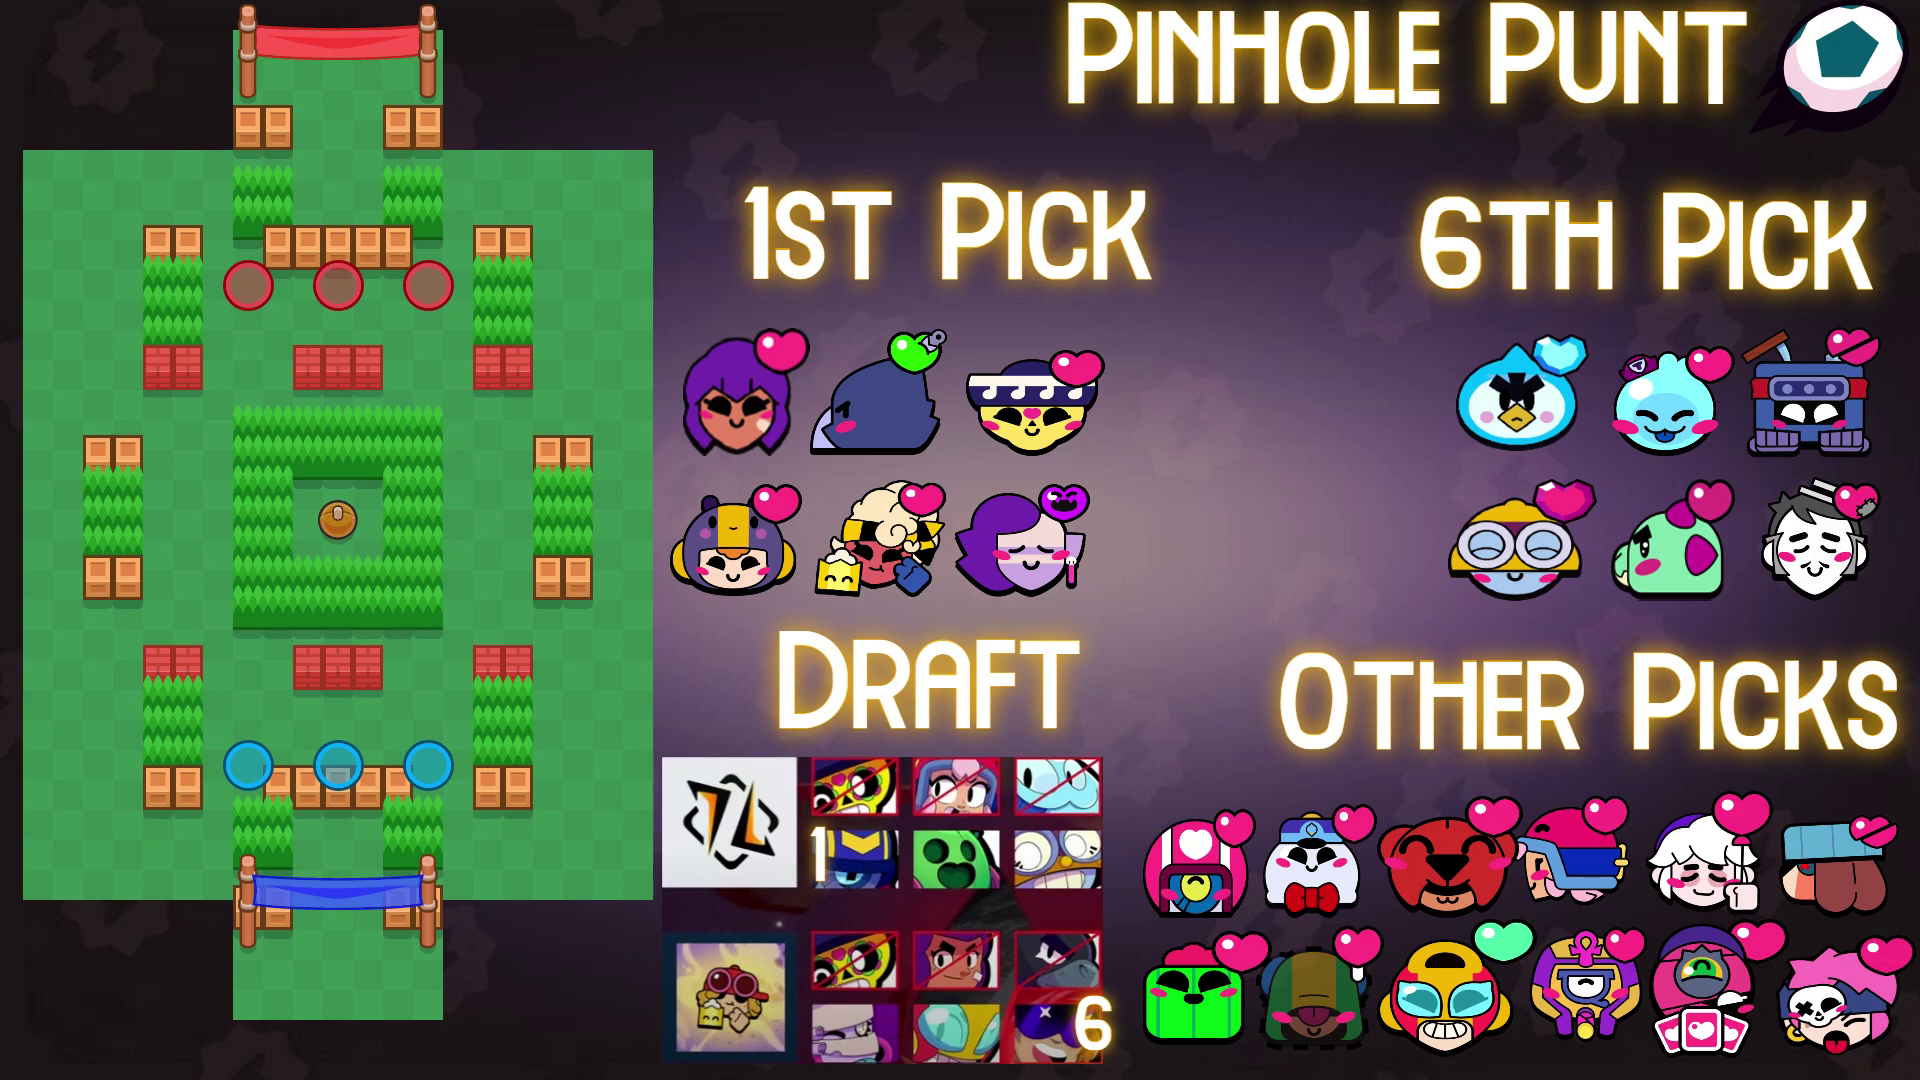 PINHOLE PUNT
1ST PICK
6TH PICK
DRAFT
OTHER PICKS
1
6